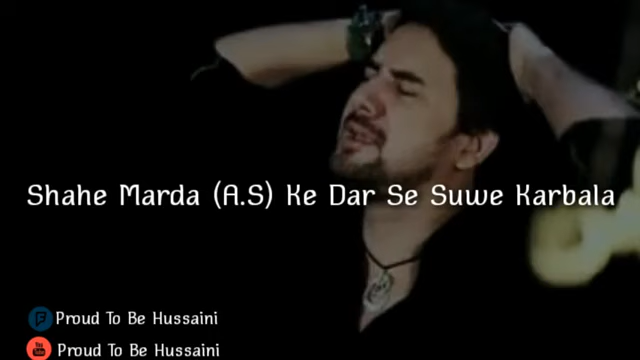 Shahe Marda (A.S) Ke Dar Se Suwe Karbala
Proud To Be Hussaini
Proud To Be Hussaini